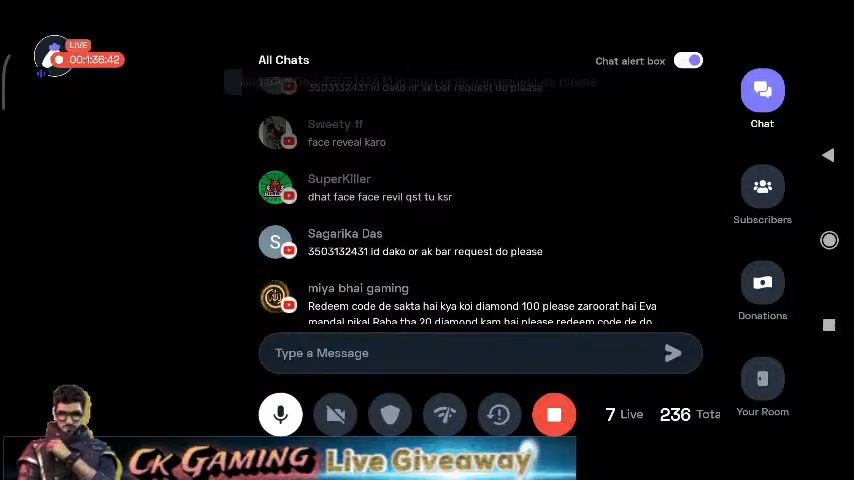 LIVE
00:1:36:42
All Chats
Chat alert box
3503132431 id dako or ak bar request do please
Sweety ff
face reveal karo
Chat
SuperKiller
dhat face face revil qst tu ksr
Subscribers
Sagarika Das
3503132431 id dako or ak bar request do please
miya bhai gaming
Redeem code de sakta hai kya koi diamond 100 please zaroorat hai Eva
mandal nikal Raha tha 20 diamond kam hai please redeem code de do
Donations
Type a Message
7 Live 236 Tota
Your Room
CK GAMING Live Giveaway